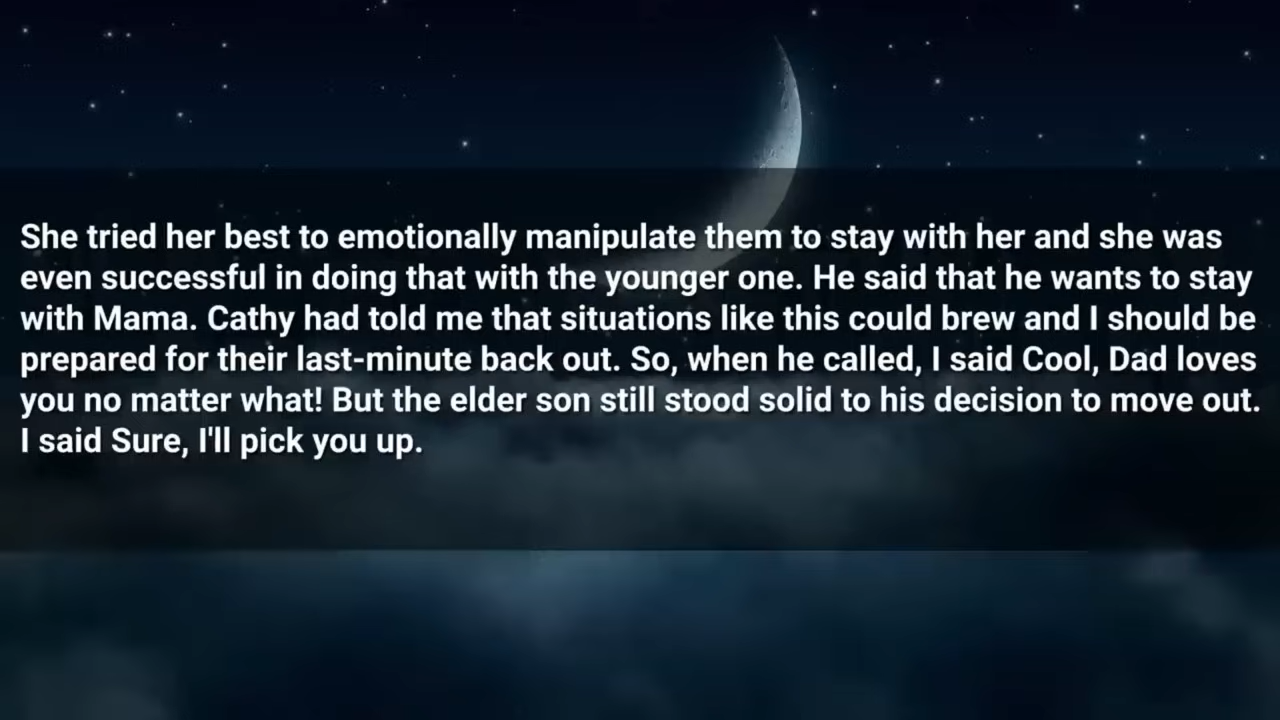 She tried her best to emotionally manipulate them to stay with her and she was
even successful in doing that with the younger one. He said that he wants to stay
with Mama. Cathy had told me that situations like this could brew and I should be
prepared for their last-minute back out. So, when he called, I said Cool, Dad loves
you no matter what! But the elder son still stood solid to his decision to move out.
I said Sure, I'll pick you up.